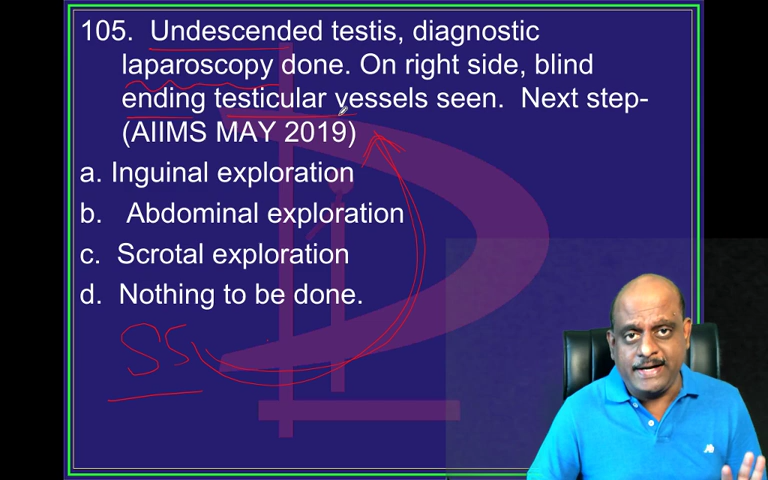 105. Undescended testis, diagnostic
laparoscopy done. On right side, blind
ending testicular vessels seen. Next step-
(AIIMS MAY 2019)
a. Inguinal exploration
b. Abdominal exploration
c. Scrotal exploration
d. Nothing to be done.